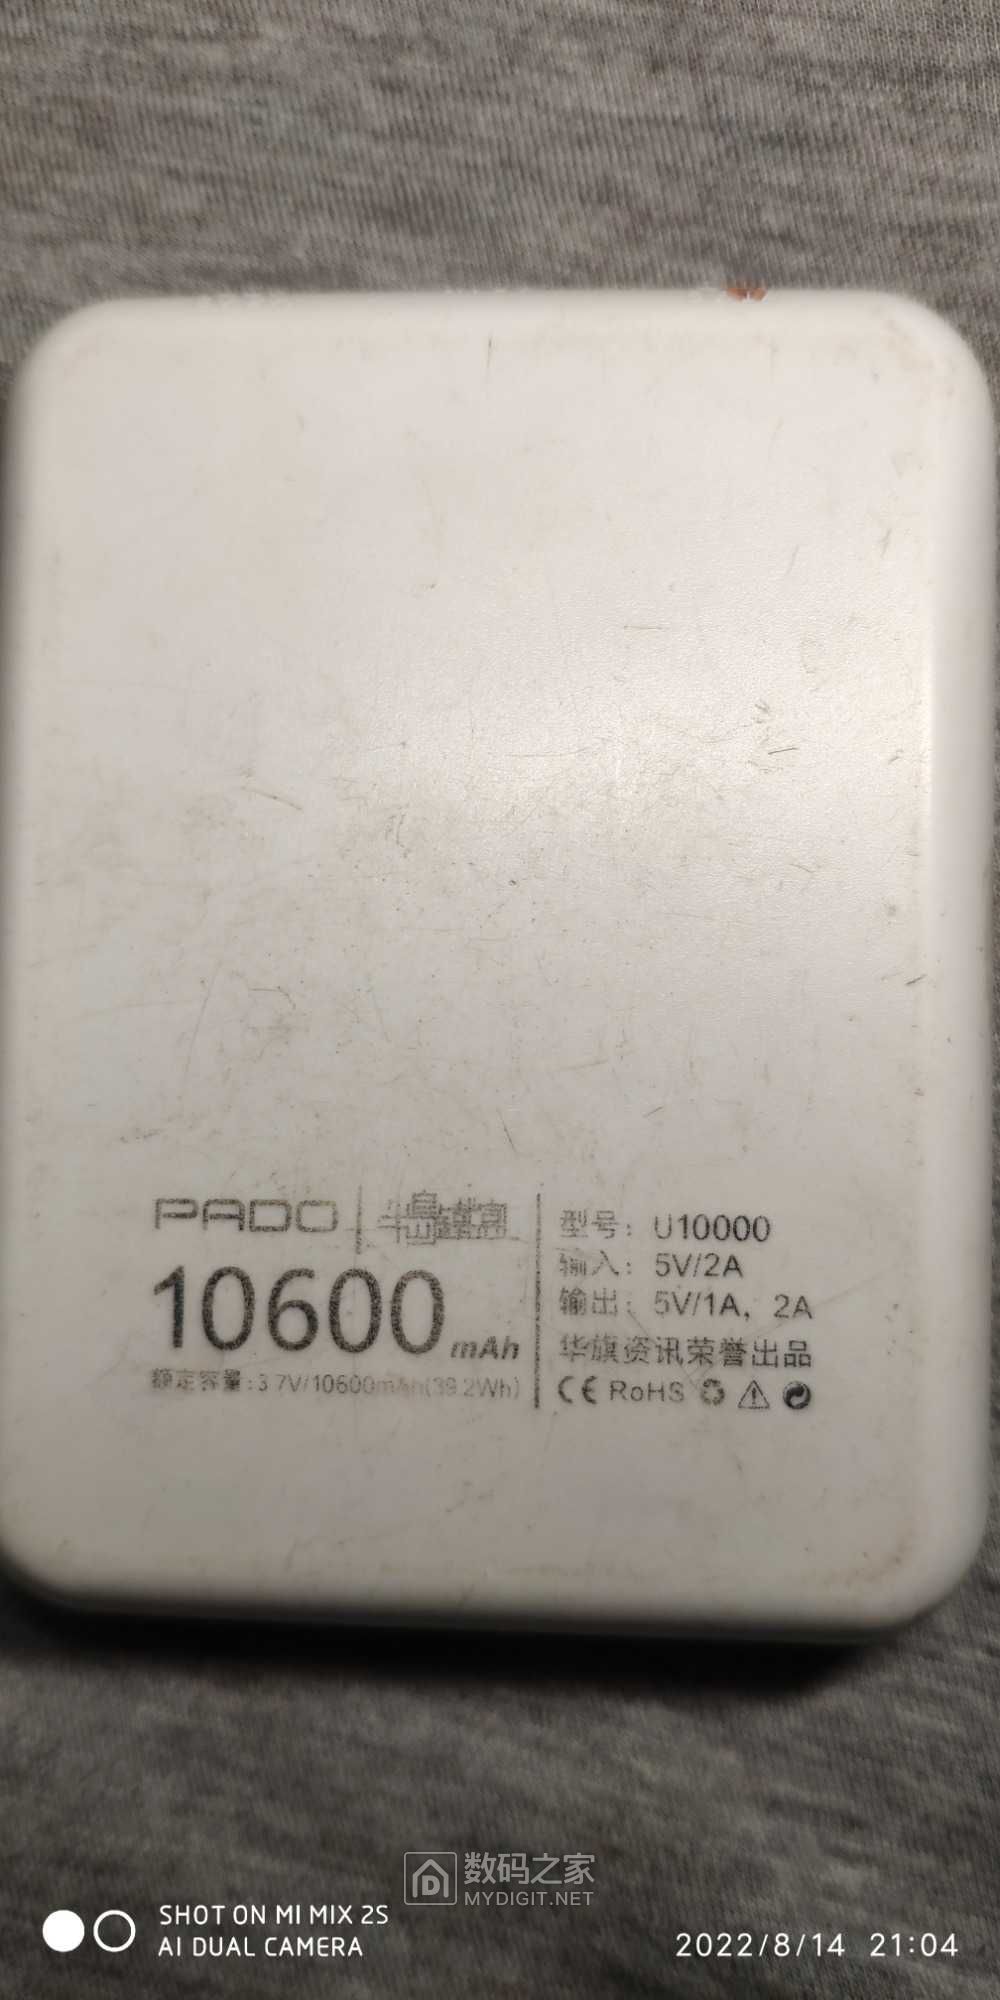 PADO
10600mAh
额定容量:3.7V/10600mAh(39.2Wh)
型号：U10000
输入：5V/2A
输出：5V/1A，2A
华旗资讯荣誉出品
CE RoHS
数码之家
MYDIGIT.NET
SHOT ON MI MIX 2S
AI DUAL CAMERA
2022/8/14 21:04